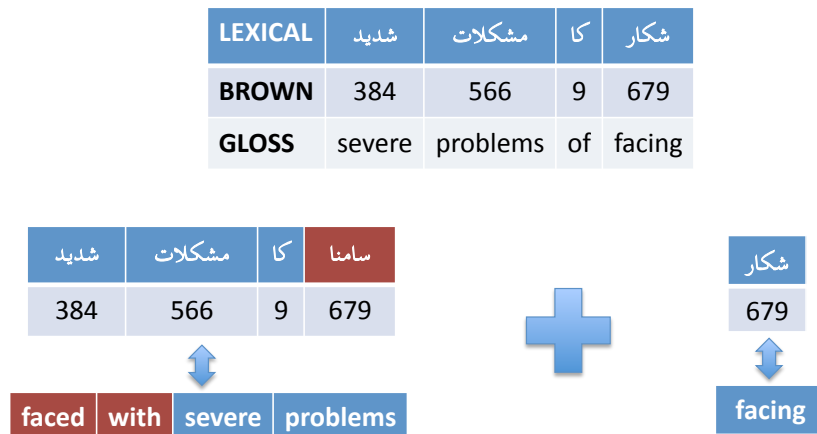 LEXICAL شدید مشکلات کا شکار
BROWN 384 566 9 679
GLOSS severe problems of facing
شدید مشکلات کا سامنا
384 566 9 679
faced with severe problems
شکار
679
facing